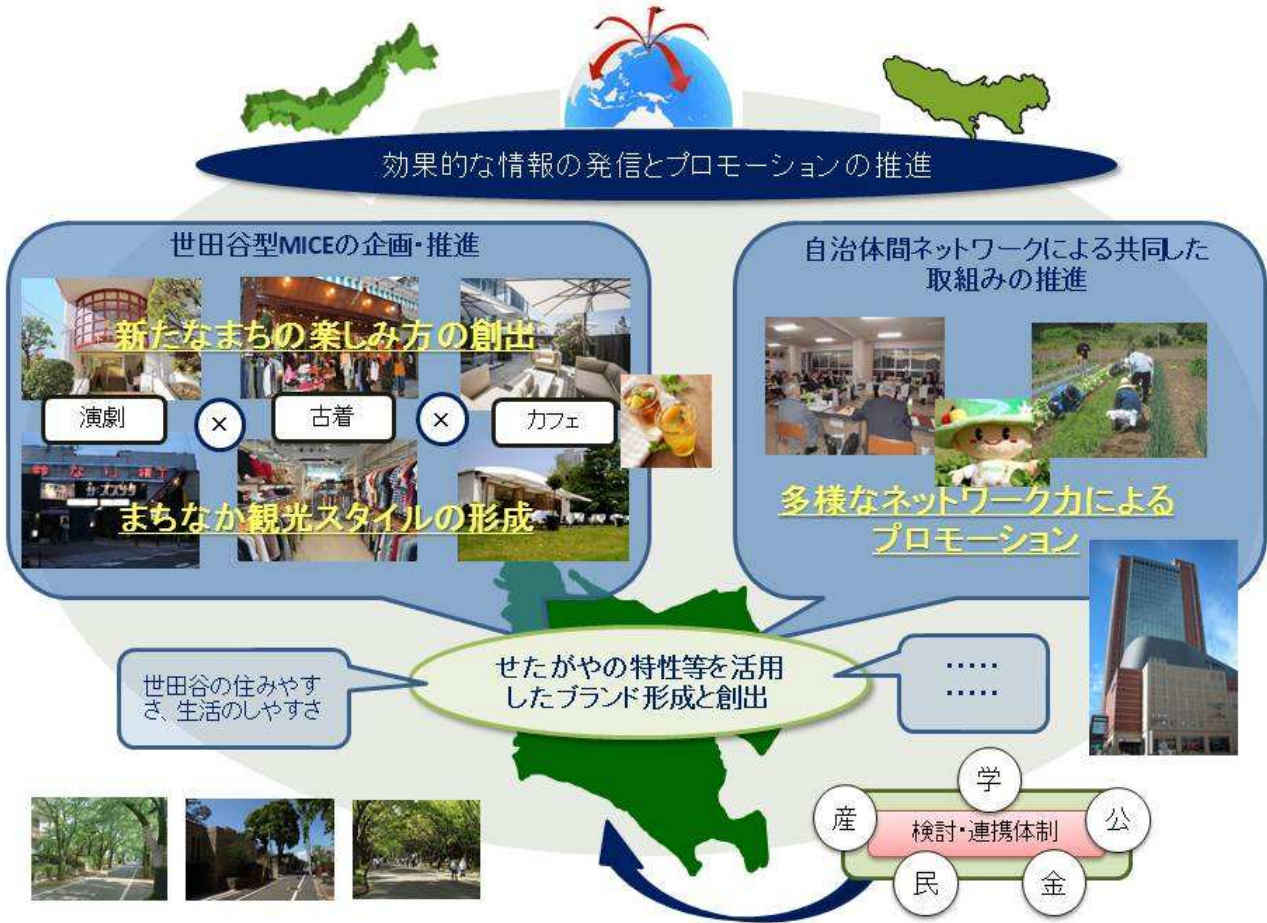 効果的な情報の発信とプロモーションの推進
世田谷型MICEの企画・推進
新たなまちの楽しみ方の創出
演劇
×
古着
×
カフェ
まちなか観光スタイルの形成
自治体間ネットワークによる共同した
取組みの推進
多様なネットワーク力による
プロモーション
せたがやの特性等を活用
したブランド形成と創出
世田谷の住みやす
さ、生活のしやすさ
・・・・・
・・・・・
学
産
検討・連携体制
公
民
金